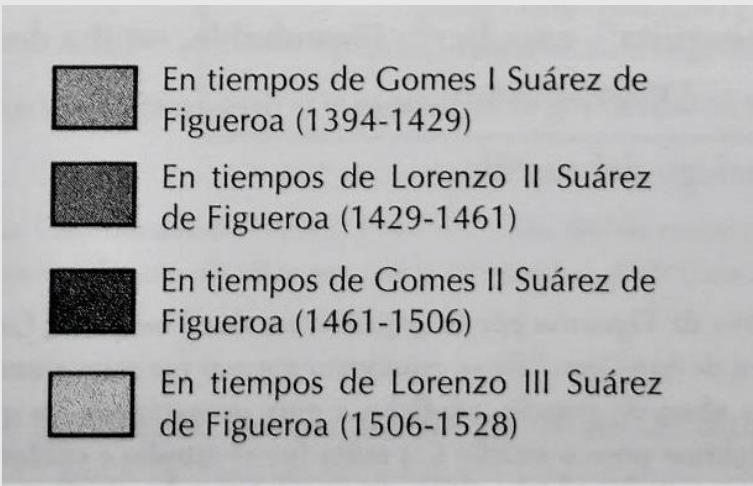 En tiempos de Gomes I Suárez de
Figueroa (1394-1429)
En tiempos de Lorenzo II Suárez
de Figueroa (1429-1461)
En tiempos de Gomes II Suárez de
Figueroa (1461-1506)
En tiempos de Lorenzo III Suárez
de Figueroa (1506-1528)